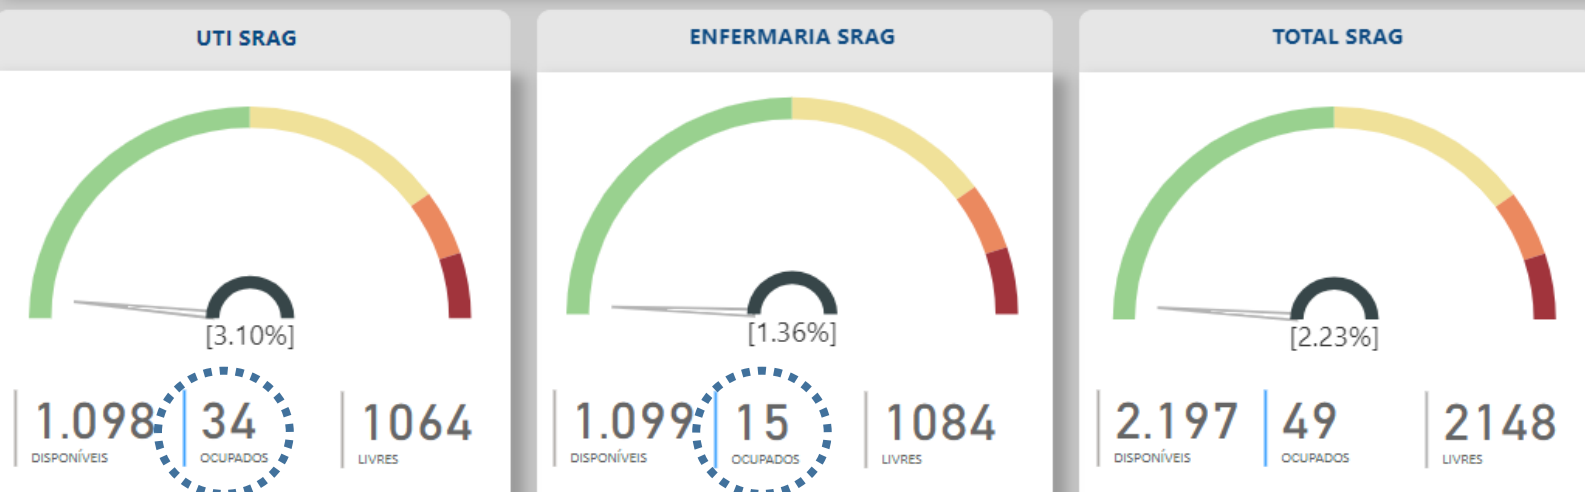 UTI SRAG
[3.10%]
1.098 34 1064
DISPONÍVEIS OCUPADOS LIVRES
ENFERMARIA SRAG
[1.36%]
1.099 15 1084
DISPONÍVEIS OCUPADOS LIVRES
TOTAL SRAG
[2.23%]
2.197 49 2148
DISPONÍVEIS OCUPADOS LIVRES